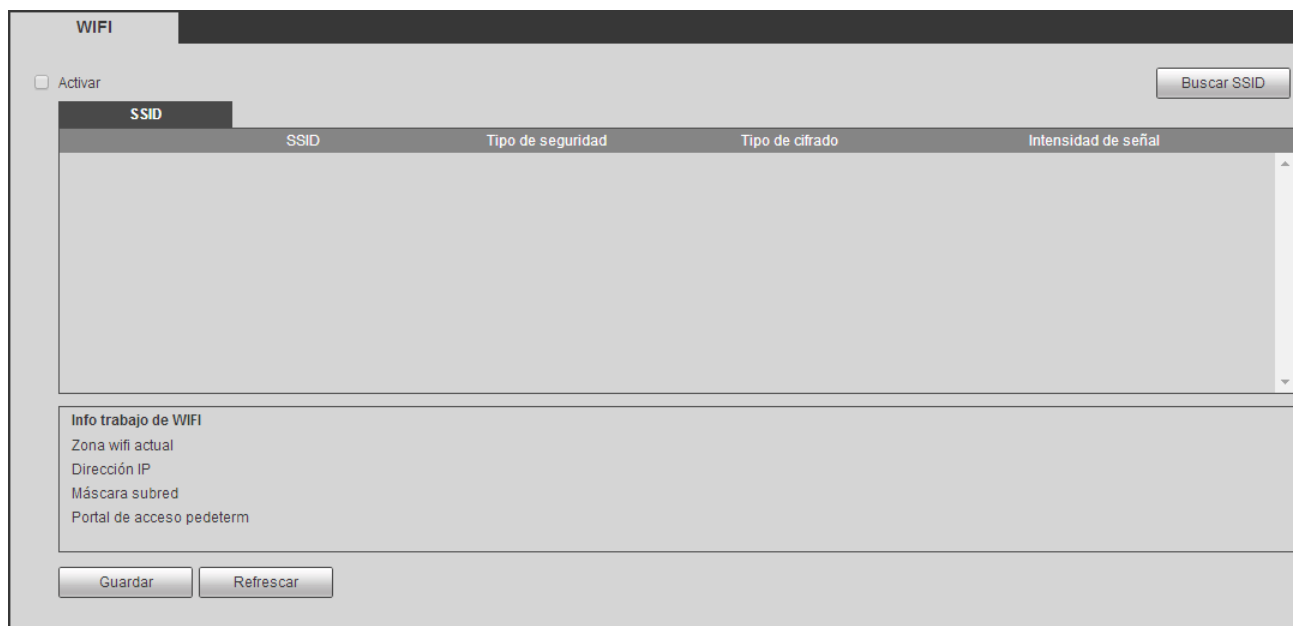 WIFI
Activar
Buscar SSID
SSID
SSID Tipo de seguridad Tipo de cifrado Intensidad de señal
Info trabajo de WIFI
Zona wifi actual
Dirección IP
Máscara subred
Portal de acceso pedeterm
Guardar Refrescar